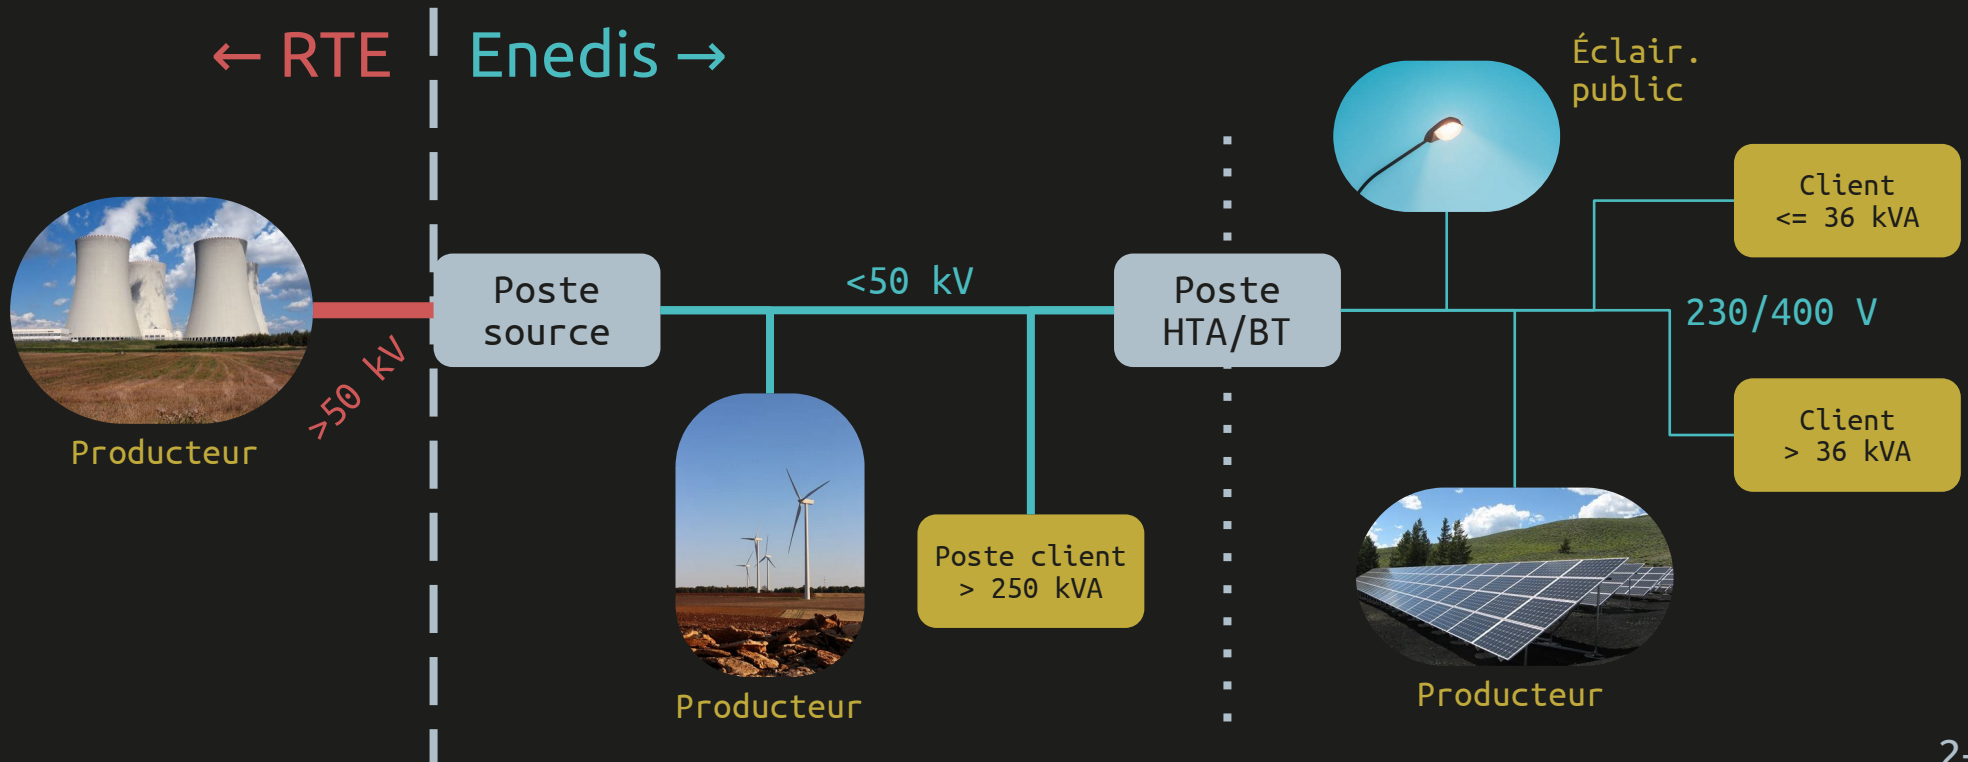 ← RTE
Enedis →
Éclair.
public
Client
<= 36 kVA
Poste
source
<50 kV
Poste
HTA/BT
230/400 V
>50 kV
Producteur
Client
> 36 kVA
Poste client
> 250 kVA
Producteur
Producteur